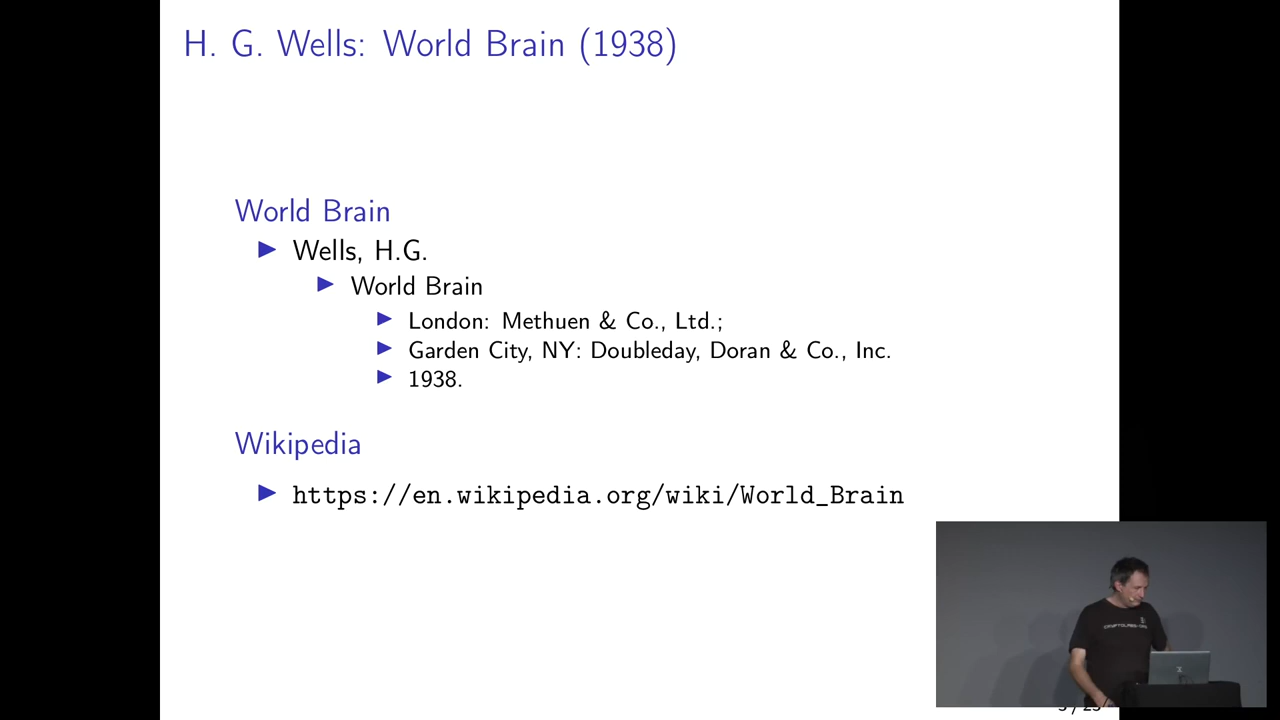 H. G. Wells: World Brain (1938)
World Brain
Wells, H.G.
World Brain
London: Methuen & Co., Ltd.;
Garden City, NY: Doubleday, Doran & Co., Inc.
1938.
Wikipedia
https://en.wikipedia.org/wiki/World_Brain